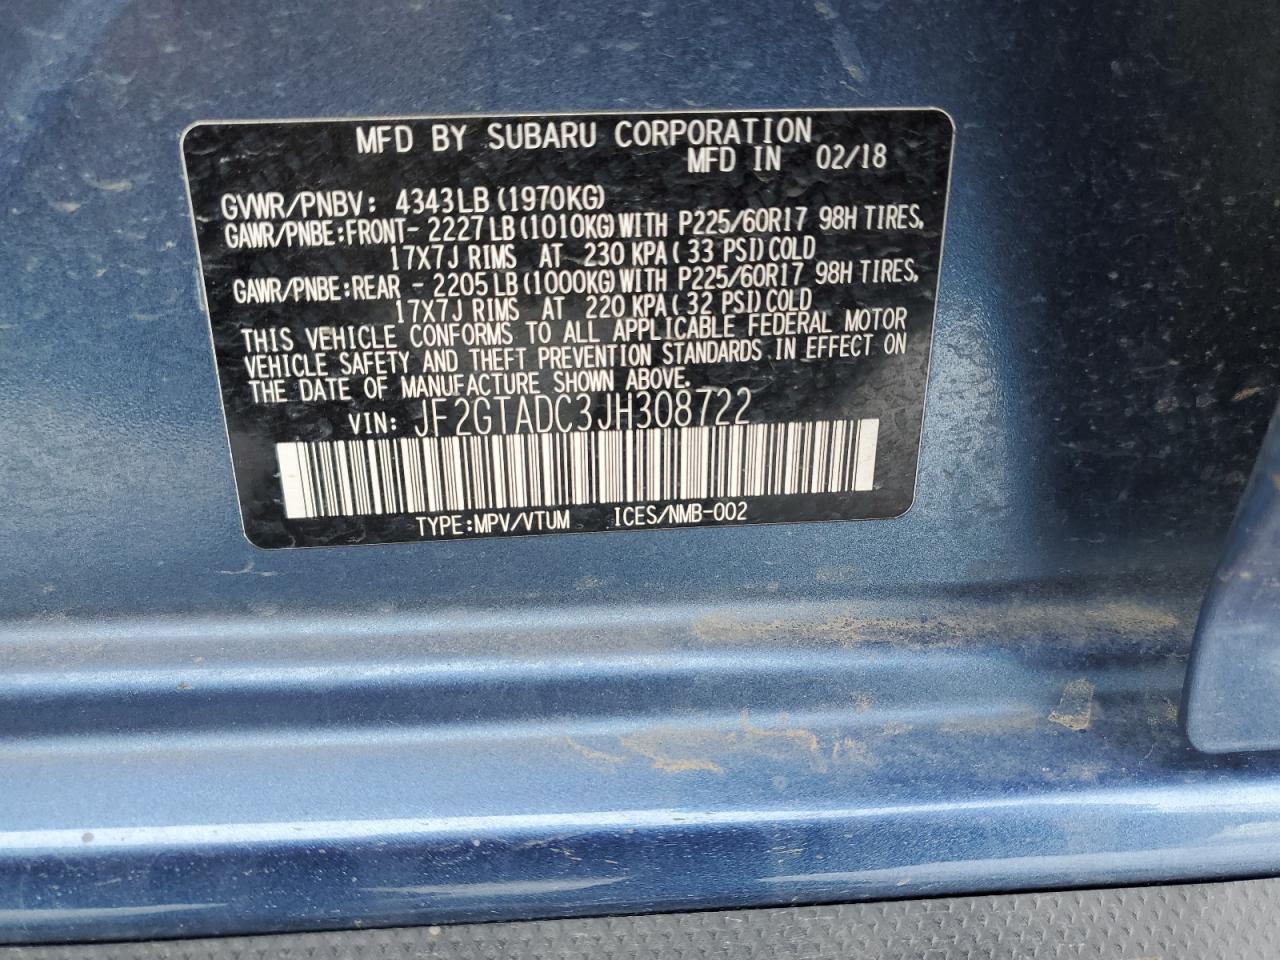 MFD BY SUBARU CORPORATION
MFD IN 02/18
GVWR/PNBV: 4343LB (1970KG)
GAWR/PNBE:FRONT- 2227 LB (1010KG) WITH P225/60R17 98H TIRES,
17X7J RIMS AT 230 KPA ( 33 PSI) COLD
GAWR/PNBE:REAR - 2205 LB (1000KG) WITH P225/60R17 98H TIRES,
17X7J RIMS AT 220 KPA ( 32 PSI) COLD
THIS VEHICLE CONFORMS TO ALL APPLICABLE FEDERAL MOTOR
VEHICLE SAFETY AND THEFT PREVENTION STANDARDS IN EFFECT ON
THE DATE OF MANUFACTURE SHOWN ABOVE.
VIN: JF2GTADC3JH308722
TYPE:MPV/VTUM ICES/NMB-002